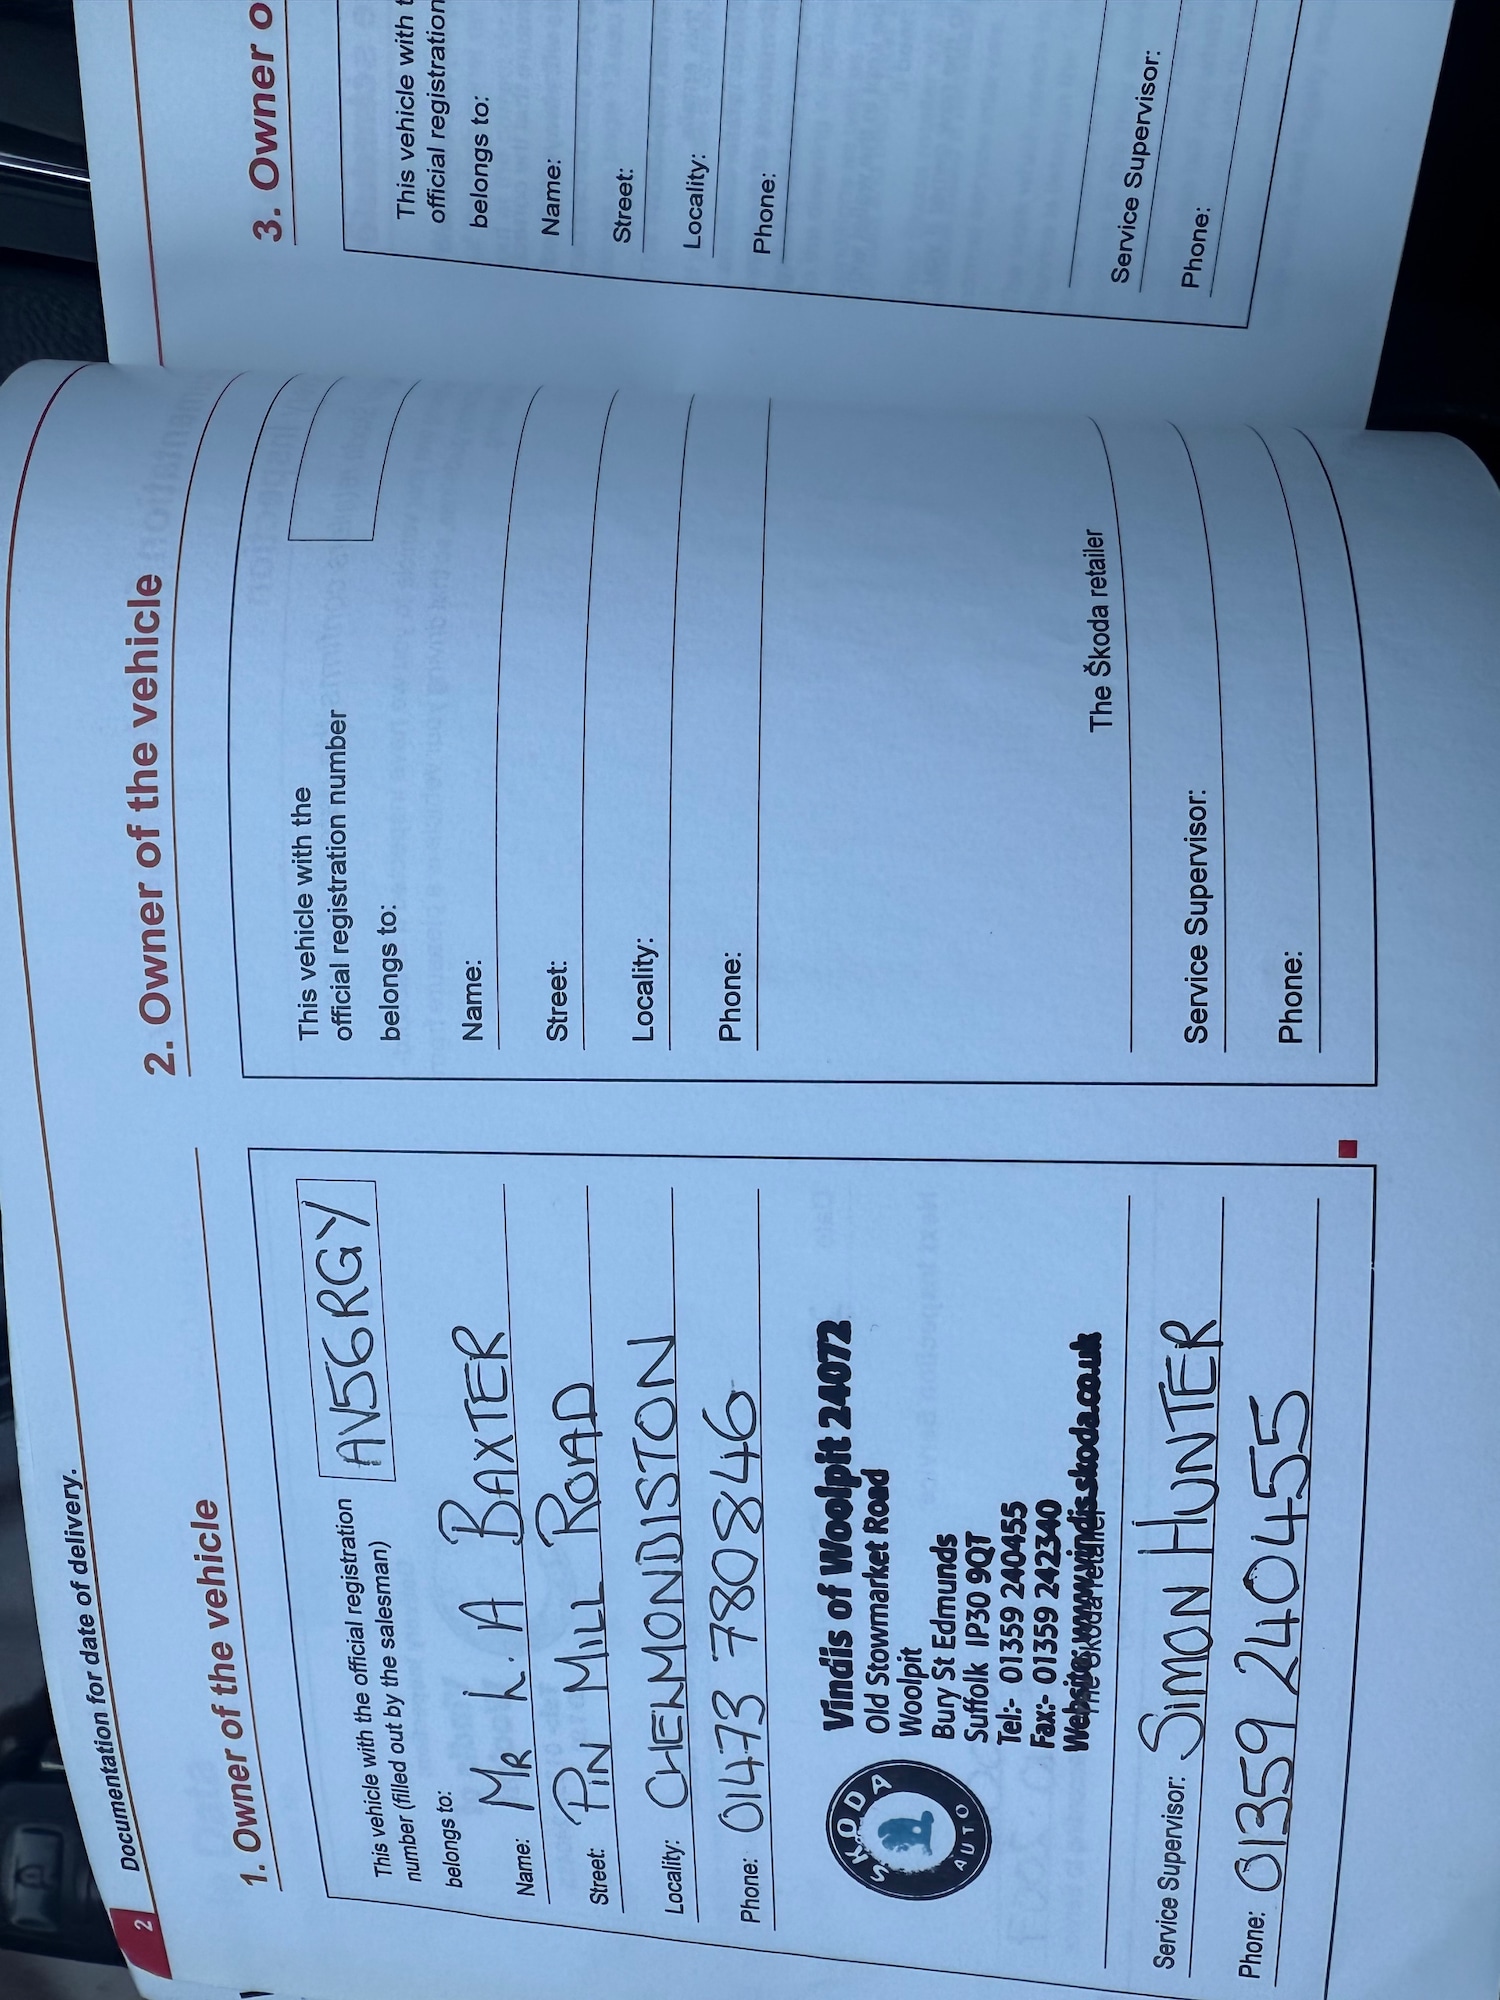 2
Documentation for date of delivery.
1. Owner of the vehicle
This vehicle with the official registration
number (filled out by the salesman)
AV56RGY
belongs to:
Name: MR L. A BAXTER
Street: PIN MILL ROAD
Locality: CHELMONDISTON
Phone: 01473 780846
SKODA
AUTO
Vindis of Woolpit 24072
Old Stowmarket Road
Woolpit
Bury St Edmunds
Suffolk IP30 9QT
Tel:- 01359 240455
Fax:- 01359 242340
Website: www.vindis.skoda.co.uk
The Škoda retailer
Service Supervisor: SIMON HUNTER
Phone: 01359 240455
2. Owner of the vehicle
This vehicle with the
official registration number
belongs to:
Name:
Street:
Locality:
Phone:
The Škoda retailer
Service Supervisor:
Phone:
3. Owner o
This vehicle with t
official registration
belongs to:
Name:
Street:
Locality:
Phone:
Service Supervisor:
Phone: